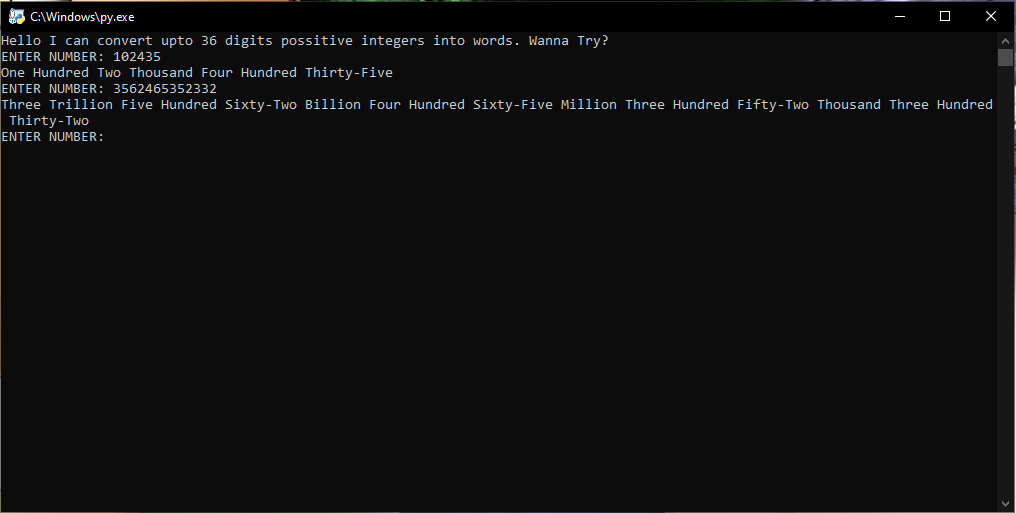 C:\Windows\py.exe
Hello I can convert upto 36 digits possitive integers into words. Wanna Try?
ENTER NUMBER: 102435
One Hundred Two Thousand Four Hundred Thirty-Five
ENTER NUMBER: 3562465352332
Three Trillion Five Hundred Sixty-Two Billion Four Hundred Sixty-Five Million Three Hundred Fifty-Two Thousand Three Hundred
Thirty-Two
ENTER NUMBER: